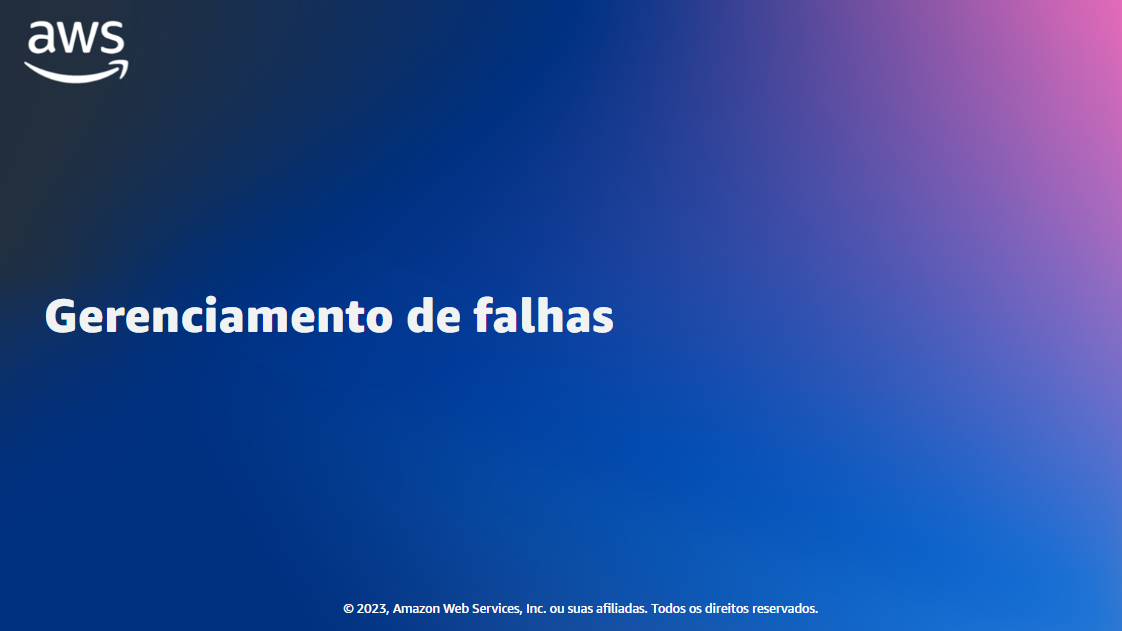 aws
Gerenciamento de falhas
© 2023, Amazon Web Services, Inc. ou suas afiliadas. Todos os direitos reservados.